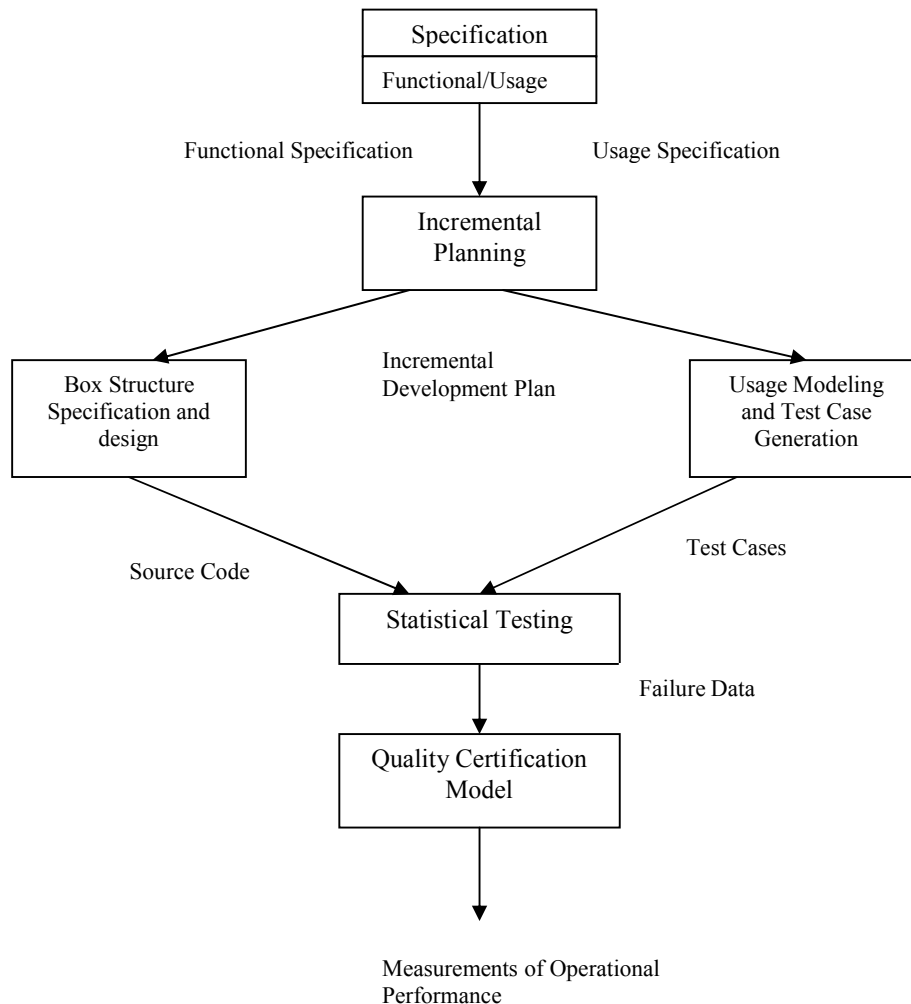 Specification
Functional/Usage
Functional Specification
Usage Specification
Incremental
Planning
Box Structure
Specification and
design
Incremental
Development Plan
Usage Modeling
and Test Case
Generation
Source Code
Test Cases
Statistical Testing
Failure Data
Quality Certification
Model
Measurements of Operational
Performance